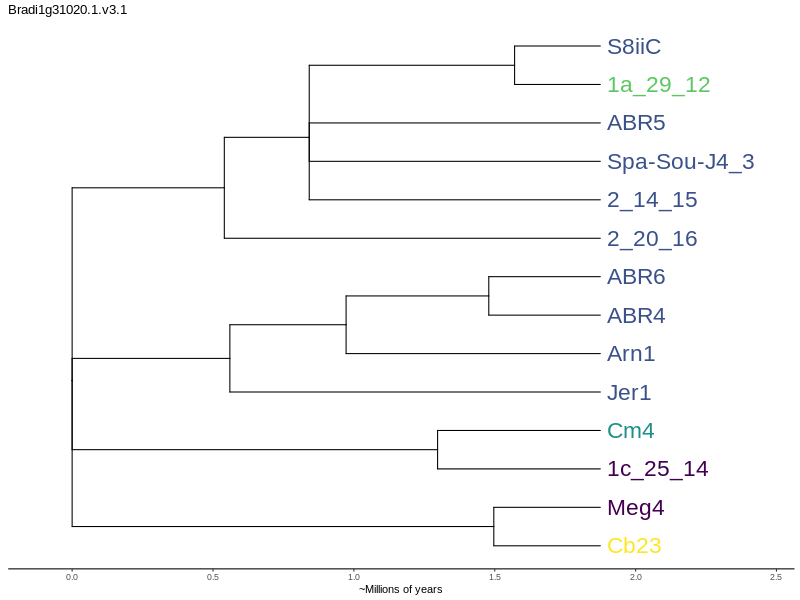 Bradi1g31020.1.v3.1
S8iiC
1a_29_12
ABR5
Spa-Sou-J4_3
2_14_15
2_20_16
ABR6
ABR4
Arn1
Jer1
Cm4
1c_25_14
Meg4
Cb23
0.0 0.5 1.0 1.5 2.0 2.5
~Millions of years